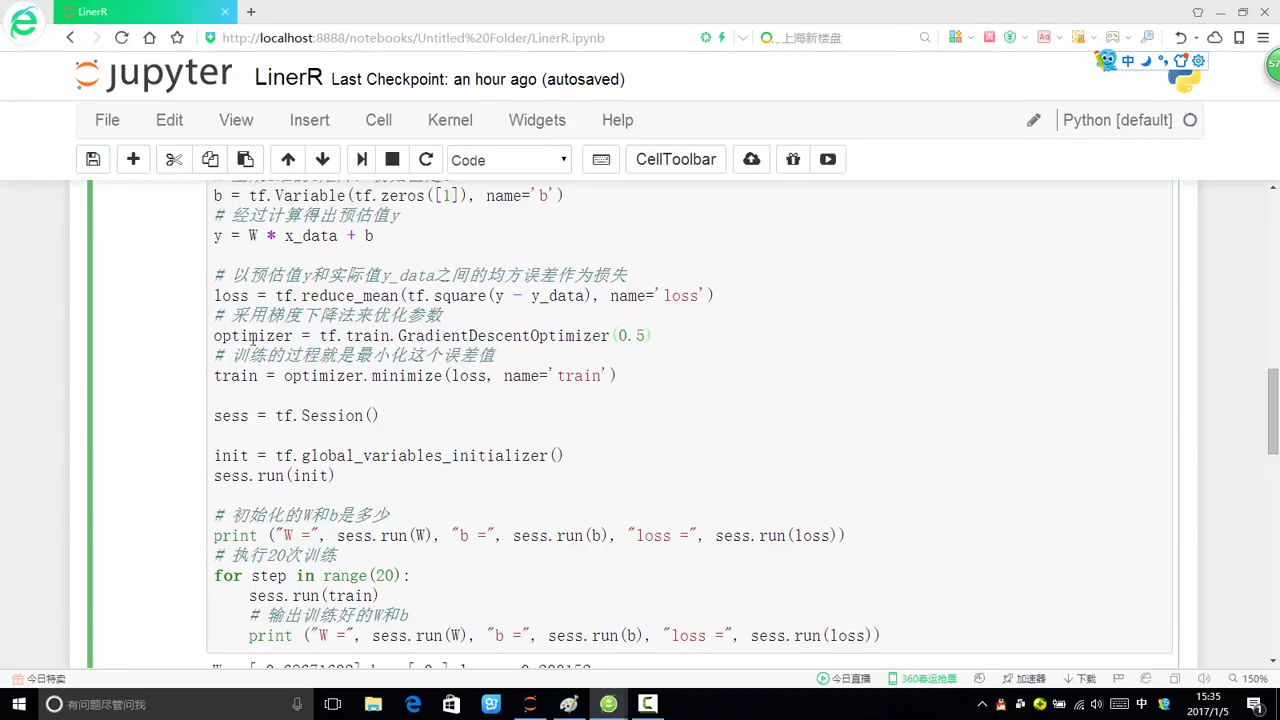 LinerR
http://localhost:8888/notebooks/Untitled%20Folder/LinerR.ipynb
上海新楼盘
jupyter LinerR Last Checkpoint: an hour ago (autosaved)
中
57
File Edit View Insert Cell Kernel Widgets Help Python [default]
Code CellToolbar
b = tf.Variable(tf.zeros([1]), name='b')
# 经过计算得出预估值y
y = W * x_data + b
# 以预估值y和实际值y_data之间的均方误差作为损失
loss = tf.reduce_mean(tf.square(y - y_data), name='loss')
# 采用梯度下降法来优化参数
optimizer = tf.train.GradientDescentOptimizer(0.5)
# 训练的过程就是最小化这个误差值
train = optimizer.minimize(loss, name='train')
sess = tf.Session()
init = tf.global_variables_initializer()
sess.run(init)
# 初始化的W和b是多少
print ("W =", sess.run(W), "b =", sess.run(b), "loss =", sess.run(loss))
# 执行20次训练
for step in range(20):
sess.run(train)
# 输出训练好的W和b
print ("W =", sess.run(W), "b =", sess.run(b), "loss =", sess.run(loss))
今日特卖 今日直播 360春运抢票 加速器 下载 150%
有问题尽管问我 中 15:35
2017/1/5